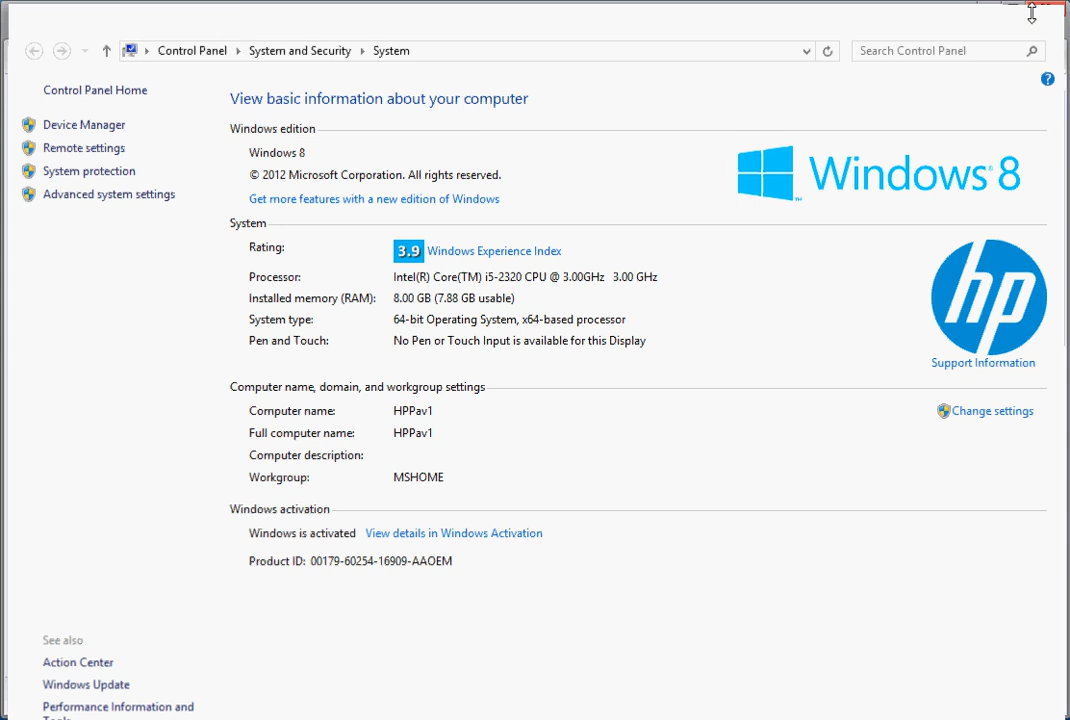 Control Panel ▸ System and Security ▸ System
Search Control Panel
Control Panel Home
Device Manager
Remote settings
System protection
Advanced system settings
View basic information about your computer
Windows edition
Windows 8
© 2012 Microsoft Corporation. All rights reserved.
Get more features with a new edition of Windows
Windows® 8
System
Rating: 3.9 Windows Experience Index
Processor: Intel(R) Core(TM) i5-2320 CPU @ 3.00GHz 3.00 GHz
Installed memory (RAM): 8.00 GB (7.88 GB usable)
System type: 64-bit Operating System, x64-based processor
Pen and Touch: No Pen or Touch Input is available for this Display
hp
Support Information
Computer name, domain, and workgroup settings
Computer name: HPPav1
Change settings
Full computer name: HPPav1
Computer description:
Workgroup: MSHOME
Windows activation
Windows is activated View details in Windows Activation
Product ID: 00179-60254-16909-AAOEM
See also
Action Center
Windows Update
Performance Information and